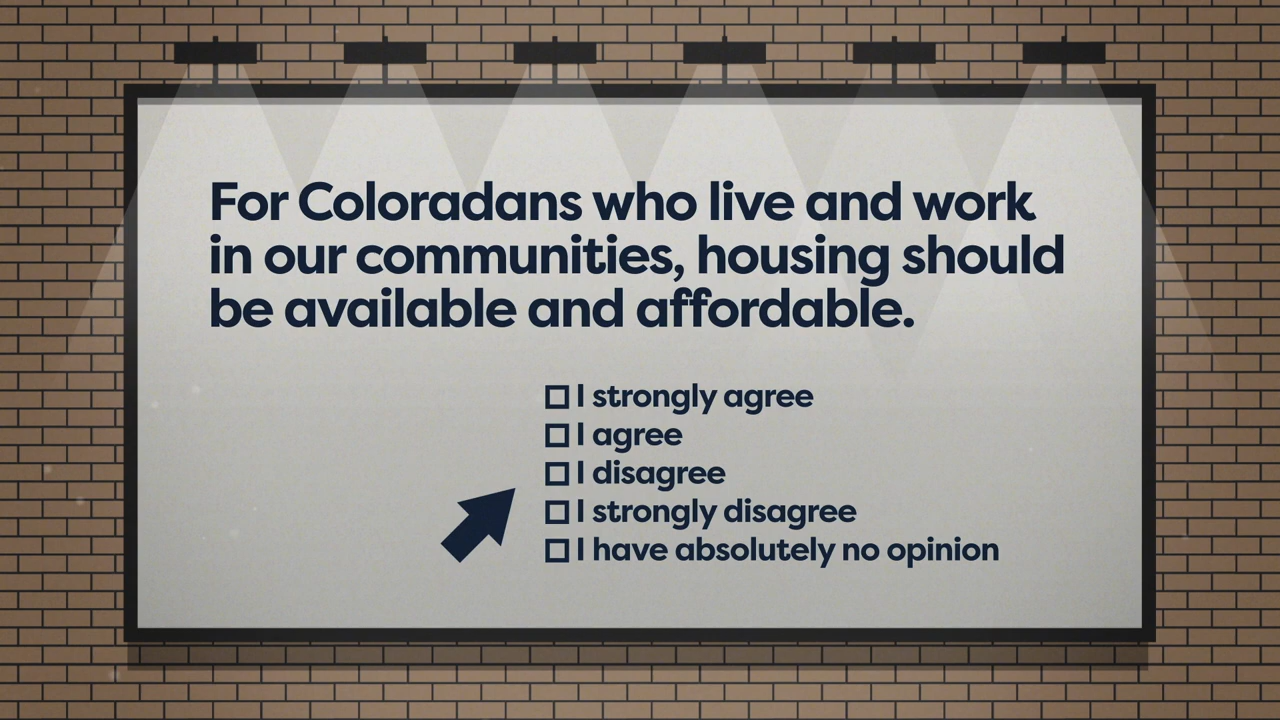 For Coloradans who live and work
in our communities, housing should
be available and affordable.
I strongly agree
I agree
I disagree
I strongly disagree
I have absolutely no opinion